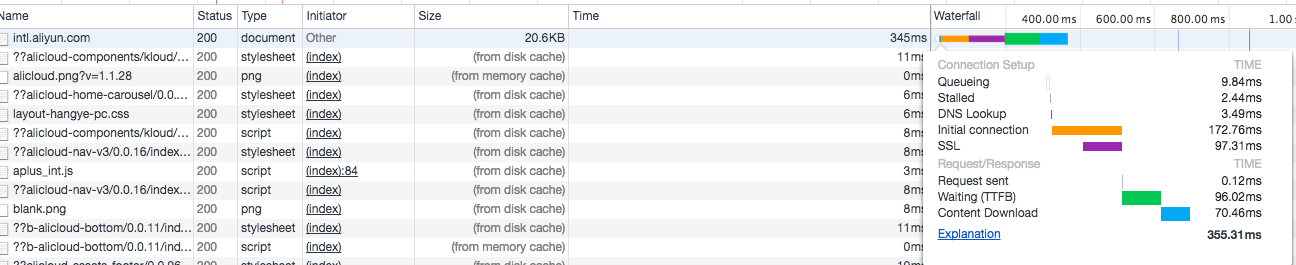 Name Status Type Initiator Size Time Waterfall 400.00 ms 600.00 ms 800.00 ms 1.00
intl.aliyun.com 200 document Other 20.6KB 345ms
??alicloud-components/kloud/... 200 stylesheet (index) (from disk cache) 11ms
alicloud.png?v=1.1.28 200 png (index) (from memory cache) 0ms
??alicloud-home-carousel/0.0.... 200 stylesheet (index) (from disk cache) 6ms
layout-hangye-pc.css 200 stylesheet (index) (from disk cache) 6ms
??alicloud-components/kloud/... 200 script (index) (from disk cache) 8ms
??alicloud-nav-v3/0.0.16/index... 200 stylesheet (index) (from disk cache) 8ms
aplus_int.js 200 script (index):84 (from disk cache) 3ms
??alicloud-nav-v3/0.0.16/index... 200 script (index) (from disk cache) 8ms
blank.png 200 png (index) (from disk cache) 8ms
??b-alicloud-bottom/0.0.11/ind... 200 stylesheet (index) (from disk cache) 11ms
??b-alicloud-bottom/0.0.11/ind... 200 script (index) (from memory cache) 0ms
200 stylesheet (index) (from disk cache)
Connection Setup TIME
Queueing 9.84ms
Stalled 2.44ms
DNS Lookup 3.49ms
Initial connection 172.76ms
SSL 97.31ms
Request/Response TIME
Request sent 0.12ms
Waiting (TTFB) 96.02ms
Content Download 70.46ms
Explanation 355.31ms